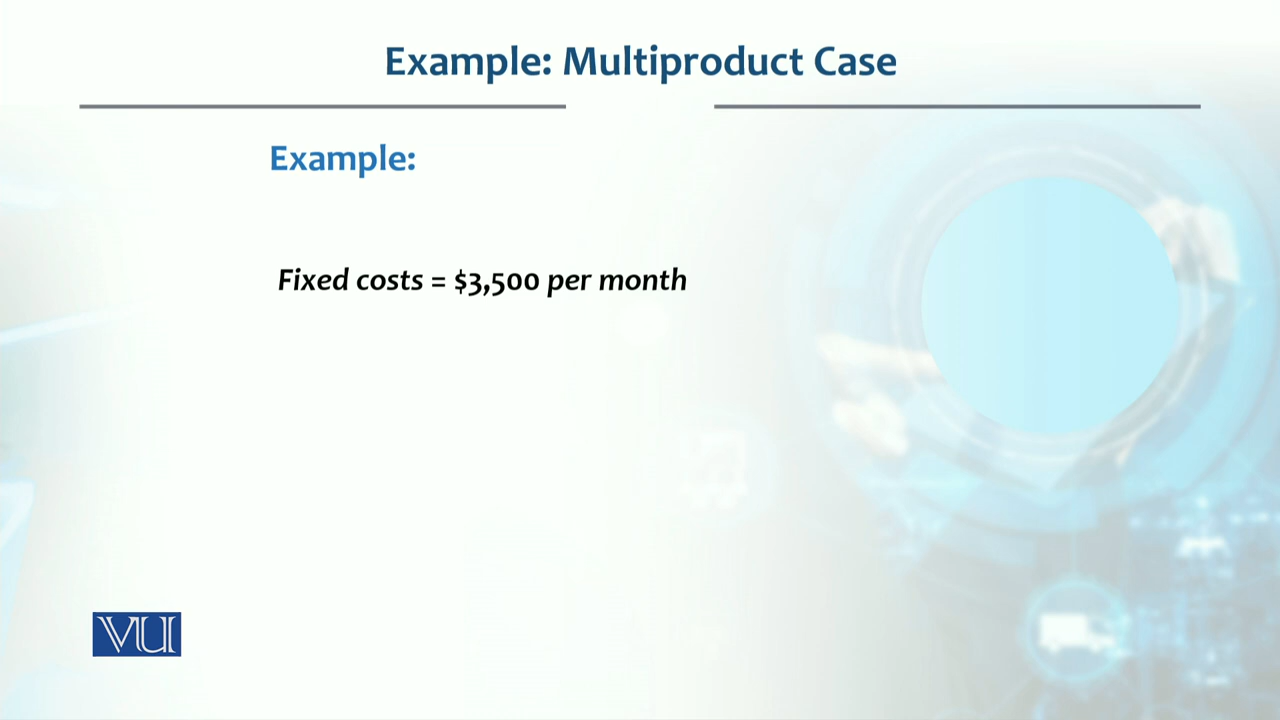 Example: Multiproduct Case
Example:
Fixed costs = $3,500 per month
VU